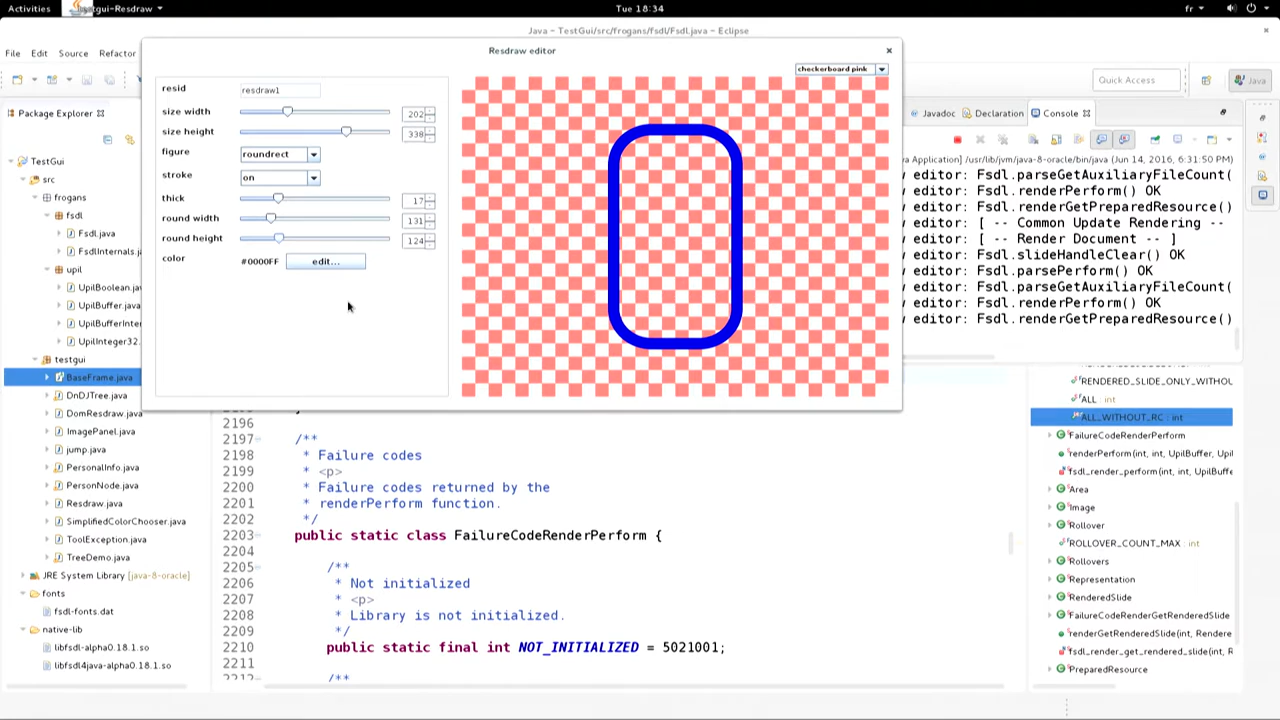 Activities
testgui-Resdraw
Tue 18:34
fr
Java - TestGui/src/frogans/fsdl/Fsdl.java - Eclipse
File Edit Source Refactor
Resdraw editor
checkerboard pink
Quick Access
Java
resid
resdraw1
size width
202
size height
338
figure
roundrect
stroke
on
thick
17
round width
131
round height
124
color
#0000FF
edit...
Package Explorer
TestGui
src
frogans
fsdl
Fsdl.java
FsdlInternals.j
upil
UpilBoolean.jav
UpilBuffer.java
UpilBufferInter
UpilInteger32.
testgui
BaseFrame.java
DnDJTree.java
DomResdraw.java
ImagePanel.java
jump.java
PersonalInfo.java
PersonNode.java
Resdraw.java
SimplifiedColorChooser.java
ToolException.java
TreeDemo.java
JRE System Library [java-8-oracle]
fonts
fsdl-fonts.dat
native-lib
libfsdl-alpha0.18.1.so
libfsdl4java-alpha0.18.1.so
Javadoc Declaration Console
va Application] /usr/lib/jvm/java-8-oracle/bin/java (Jun 14, 2016, 6:31:50 PM)
w editor: Fsdl.parseGetAuxiliaryFileCount(
w editor: Fsdl.renderPerform() OK
w editor: Fsdl.renderGetPreparedResource()
w editor: [ -- Common Update Rendering --
w editor: [ -- Render Document -- ]
w editor: Fsdl.slideHandleClear() OK
w editor: Fsdl.parsePerform() OK
w editor: Fsdl.parseGetAuxiliaryFileCount(
w editor: Fsdl.renderPerform() OK
w editor: Fsdl.renderGetPreparedResource()
2196
2197 /**
2198 * Failure codes
2199 * <p>
2200 * Failure codes returned by the
2201 * renderPerform function.
2202 */
2203 public static class FailureCodeRenderPerform {
2204
2205 /**
2206 * Not initialized
2207 * <p>
2208 * Library is not initialized.
2209 */
2210 public static final int NOT_INITIALIZED = 5021001;
2211
2212 /**
RENDERED_SLIDE_ONLY_WITHOU
ALL : int
ALL_WITHOUT_RC : int
FailureCodeRenderPerform
renderPerform(int, int, UpilBuffer, Upil
fsdl_render_perform(int, int, UpilBuffe
Area
Image
Rollover
ROLLOVER_COUNT_MAX : int
Rollovers
Representation
RenderedSlide
FailureCodeRenderGetRenderedSlide
renderGetRenderedSlide(int, Rendere
fsdl_render_get_rendered_slide(int, R
PreparedResource